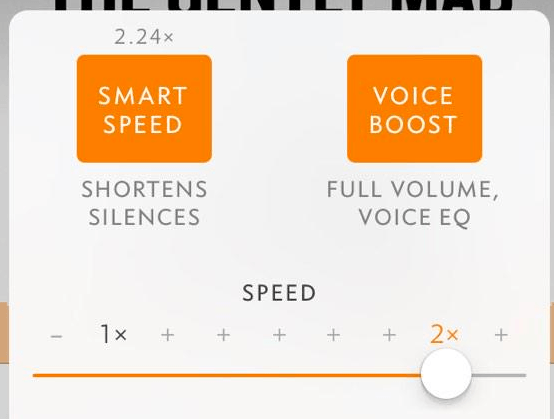 2.24×
SMART
SPEED
VOICE
BOOST
SHORTENS
SILENCES
FULL VOLUME,
VOICE EQ
SPEED
– 1× + + + + + 2× +